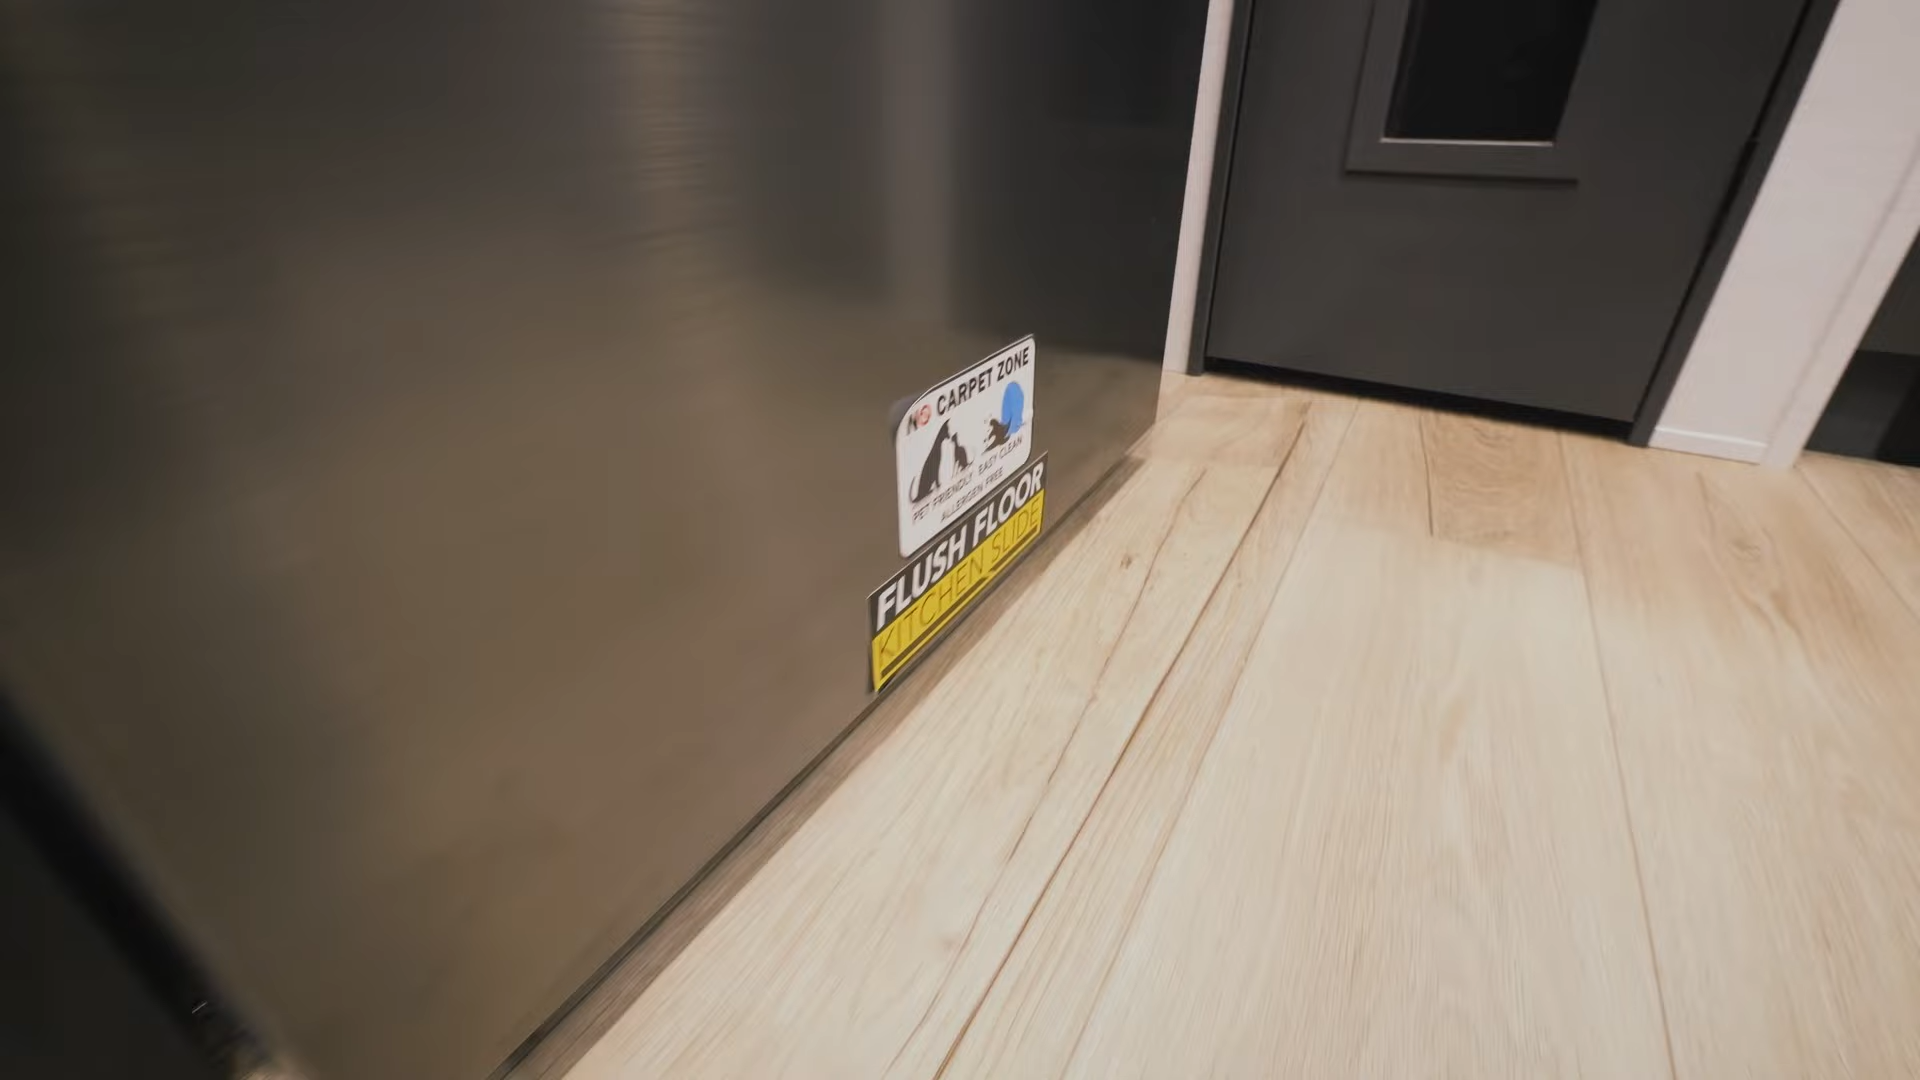 NO CARPET ZONE
PET FRIENDLY EASY CLEAN
ALLERGEN FREE
FLUSH FLOOR
KITCHEN SLIDE